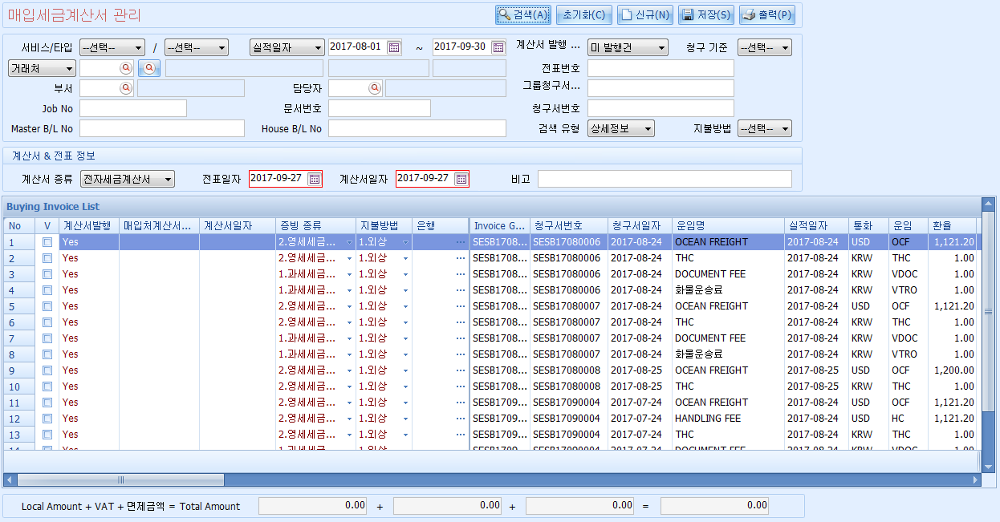 매입세금계산서 관리 검색(A) 초기화(C) 신규(N) 저장(S) 출력(P)
서비스/타입 --선택-- / --선택-- 실적일자 2017-08-01 ~ 2017-09-30 계산서 발행 ... 미 발행건 청구 기준 --선택--
거래처 전표번호
부서 담당자 그룹청구서...
Job No 문서번호 청구서번호
Master B/L No House B/L No 검색 유형 상세정보 지불방법 --선택--
계산서 & 전표 정보
계산서 종류 전자세금계산서 전표일자 2017-09-27 계산서일자 2017-09-27 비고
Buying Invoice List
No V 계산서발행 매입처계산서... 계산서일자 증빙 종류 지불방법 은행 Invoice G... 청구서번호 청구서일자 운임명 실적일자 통화 운임 환율
1 Yes 2.영세세금... 1.외상 ... SESB1708... SESB17080006 2017-08-24 OCEAN FREIGHT 2017-08-24 USD OCF 1,121.20
2 Yes 2.영세세금... 1.외상 ... SESB1708... SESB17080006 2017-08-24 THC 2017-08-24 KRW THC 1.00
3 Yes 1.과세세금... 1.외상 ... SESB1708... SESB17080006 2017-08-24 DOCUMENT FEE 2017-08-24 KRW VDOC 1.00
4 Yes 1.과세세금... 1.외상 ... SESB1708... SESB17080006 2017-08-24 화물운송료 2017-08-24 KRW VTRO 1.00
5 Yes 2.영세세금... 1.외상 ... SESB1708... SESB17080007 2017-08-24 OCEAN FREIGHT 2017-08-24 USD OCF 1,121.20
6 Yes 2.영세세금... 1.외상 ... SESB1708... SESB17080007 2017-08-24 THC 2017-08-24 KRW THC 1.00
7 Yes 1.과세세금... 1.외상 ... SESB1708... SESB17080007 2017-08-24 DOCUMENT FEE 2017-08-24 KRW VDOC 1.00
8 Yes 1.과세세금... 1.외상 ... SESB1708... SESB17080007 2017-08-24 화물운송료 2017-08-24 KRW VTRO 1.00
9 Yes 2.영세세금... 1.외상 ... SESB1708... SESB17080008 2017-08-25 OCEAN FREIGHT 2017-08-25 USD OCF 1,200.00
10 Yes 2.영세세금... 1.외상 ... SESB1708... SESB17080008 2017-08-25 THC 2017-08-25 KRW THC 1.00
11 Yes 2.영세세금... 1.외상 ... SESB1709... SESB17090004 2017-07-24 OCEAN FREIGHT 2017-07-24 USD OCF 1,121.20
12 Yes 2.영세세금... 1.외상 ... SESB1709... SESB17090004 2017-07-24 HANDLING FEE 2017-07-24 USD HC 1,121.20
13 Yes 2.영세세금... 1.외상 ... SESB1709... SESB17090004 2017-07-24 THC 2017-07-24 KRW THC 1.00
Local Amount + VAT + 면제금액 = Total Amount 0.00 + 0.00 + 0.00 = 0.00